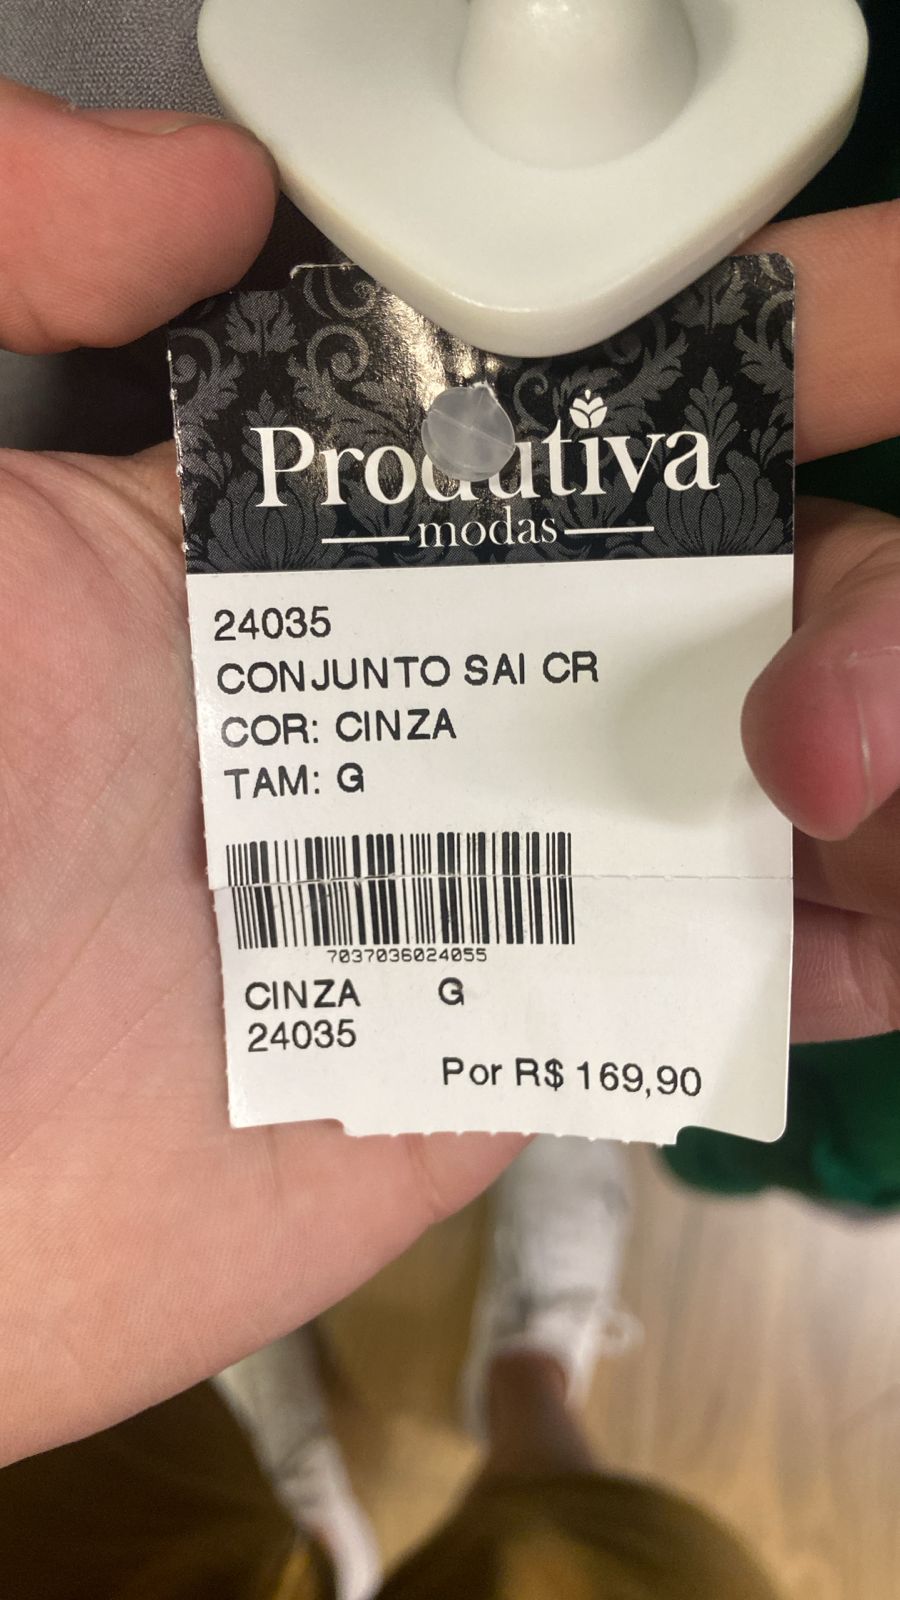 Produtiva
modas
24035
CONJUNTO SAI CR
COR: CINZA
TAM: G
7037036024055
CINZA G
24035
Por R$ 169,90